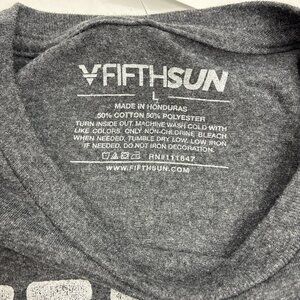 FIFTHSUN
L
MADE IN HONDURAS
50% COTTON 50% POLYESTER
TURN INSIDE OUT. MACHINE WASH COLD WITH
LIKE COLORS. ONLY NON-CHLORINE BLEACH
WHEN NEEDED. TUMBLE DRY LOW. LOW IRON
IF NEEDED. DO NOT IRON DECORATION.
RN#111647
WWW.FIFTHSUN.COM